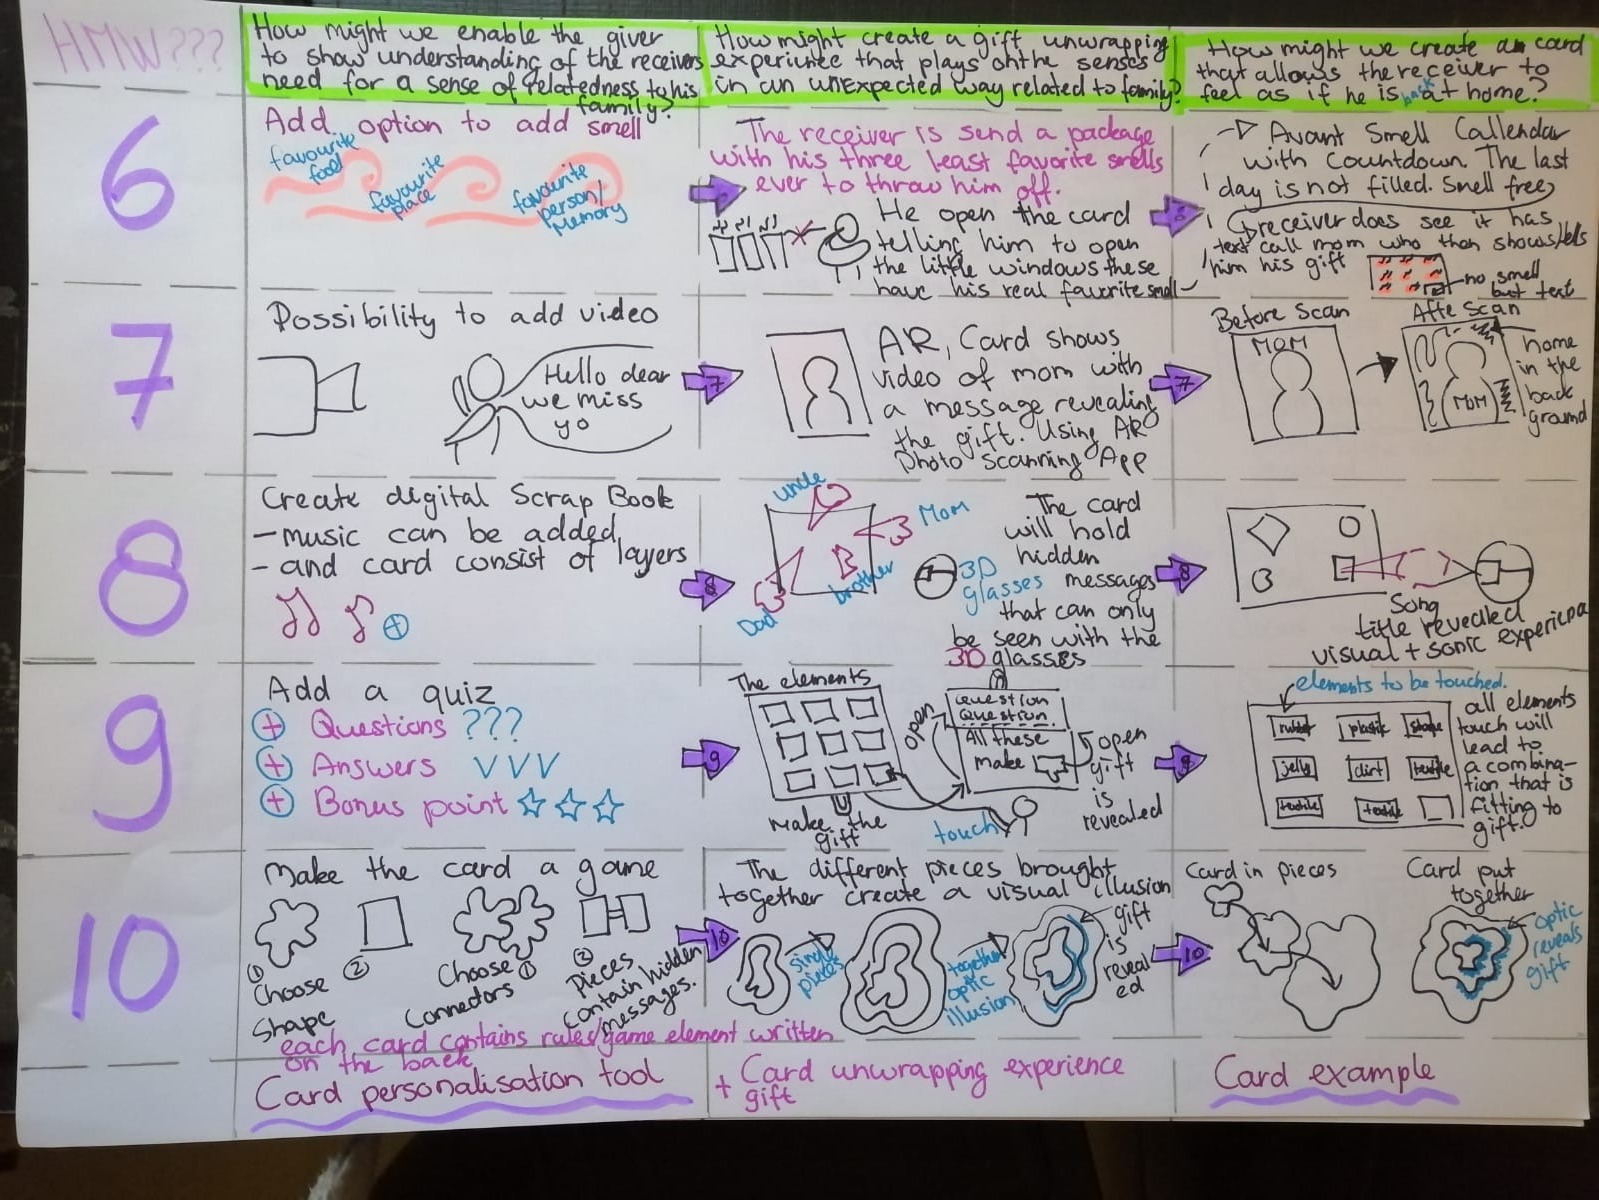 HMW???
How might we enable the giver
to show understanding of the receivers
need for a sense of relatedness to his
family?
How might create a gift unwrapping
experience that plays on the senses
in an unExpected way related to family?
How might we create an card
that allows the receiver to
feel as if he is back at home?
6
Add option to add smell
favourite
food
favourite
place
favourite
person/
Memory
The receiver is send a package
with his three least favorite smells
ever to throw him off.
He open the card
telling him to open
the little windows these
have his real favorite smell
6
Avant Smell Callendar
with countdown. The last
day is not filled. Smell free
receiver does see it has
text call mom who then shows/tells
him his gift
no smell
but text
7
Possibility to add video
Hello dear
we miss
yo
7
AR, Card shows
video of mom with
a message revealing
the gift. Using AR
Photo scanning App
7
Before Scan
MOM
Afte Scan
MOM
home
in the
back
ground
8
Create digital Scrap Book
- music can be added
- and card consist of layers
8
uncle
Mom
brother
Dad
3D
glasses
The card
will hold
hidden
messages
that can only
be seen with the
3D glasses
8
Song
title revealed
visual + sonic
9
Add a quiz
+ Questions ???
+ Answers VVV
+ Bonus point
9
The elements
Make the
gift
open
Question
Question
All these
make
touch
open
gift
is
revealed
9
elements to be touched.
rubber plastik shape
jelly dirt textile
textile textile
all elements
touch will
lead to
a combina-
tion that is
fitting to
gift.
10
Make the card a game
① Choose
Shape
②
Choose ①
Connectors
② Pieces
contain hidden
messages.
each card contains rules/game element written
on the back
10
The different pieces brought
together create a visual illusion
single
pieces
together
optic
illusion
gift
is
reveal
ed
10
Card in pieces
Card put
together
optic
reveals
gift
Card personalisation tool
+ Card unwrapping experience
gift
Card example